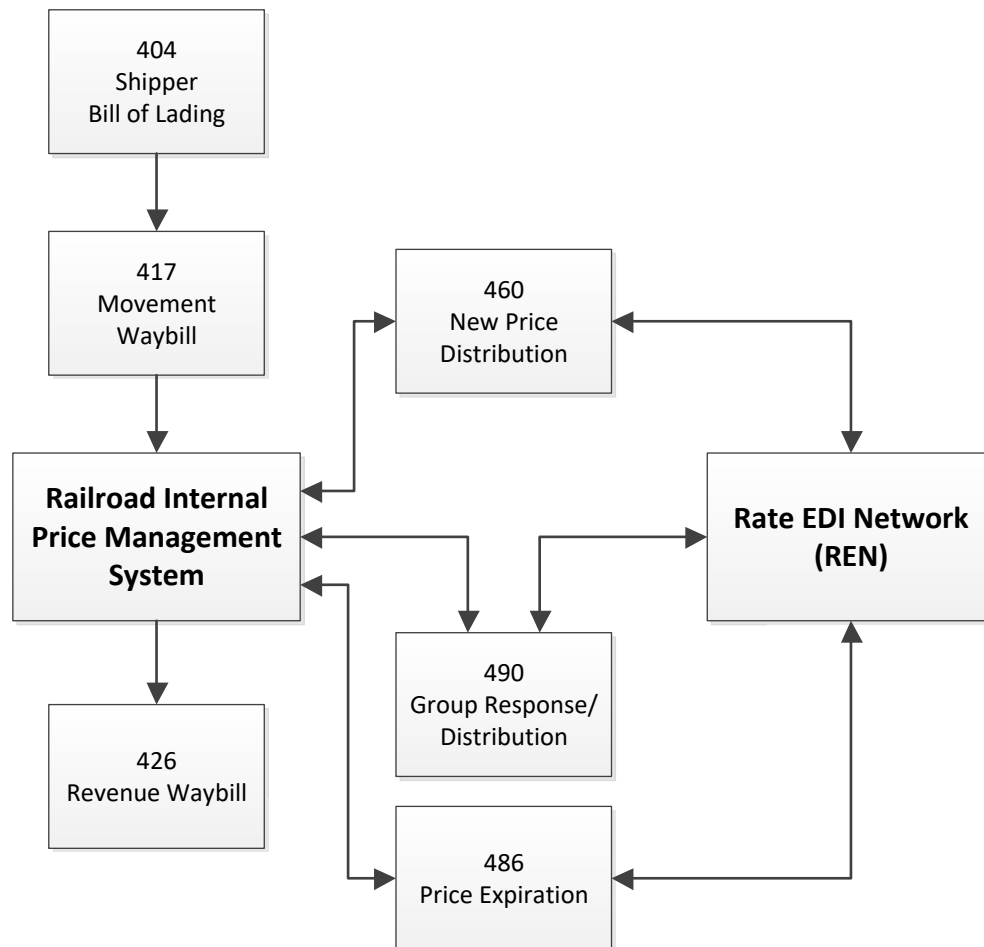 404
Shipper
Bill of Lading
417
Movement
Waybill
460
New Price
Distribution
Railroad Internal
Price Management
System
Rate EDI Network
(REN)
490
Group Response/
Distribution
426
Revenue Waybill
486
Price Expiration